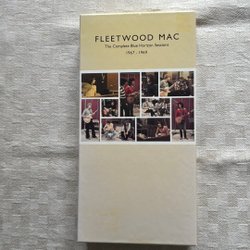 FLEETWOOD MAC
The Complete Blue Horizon Sessions
1967 - 1969